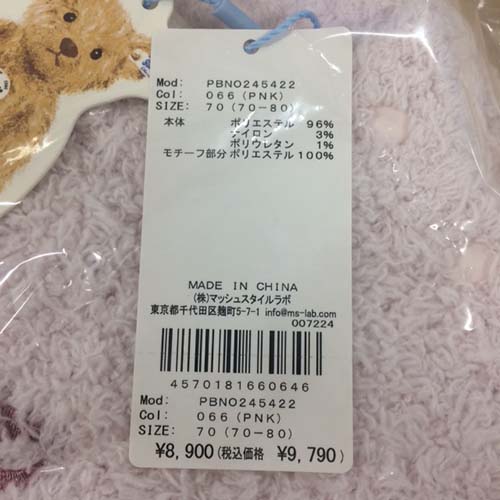 Mod: PBNO245422
Col: 066(PNK)
SIZE: 70(70-80)
本体 ポリエステル 96%
ナイロン 3%
ポリウレタン 1%
モチーフ部分 ポリエステル 100%
MADE IN CHINA
(株)マッシュスタイルラボ
東京都千代田区麹町5-7-1 info@ms-lab.com
007224
4570181660646
Mod: PBNO245422
Col: 066(PNK)
SIZE: 70(70-80)
¥8,900(税込価格 ¥9,790)